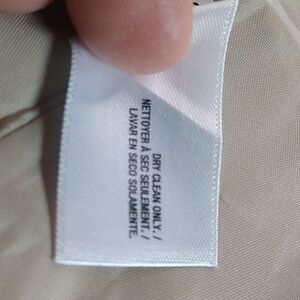 DRY CLEAN ONLY. /
NETTOYER À SEC SEULEMENT. /
LAVAR EN SECO SOLAMENTE.